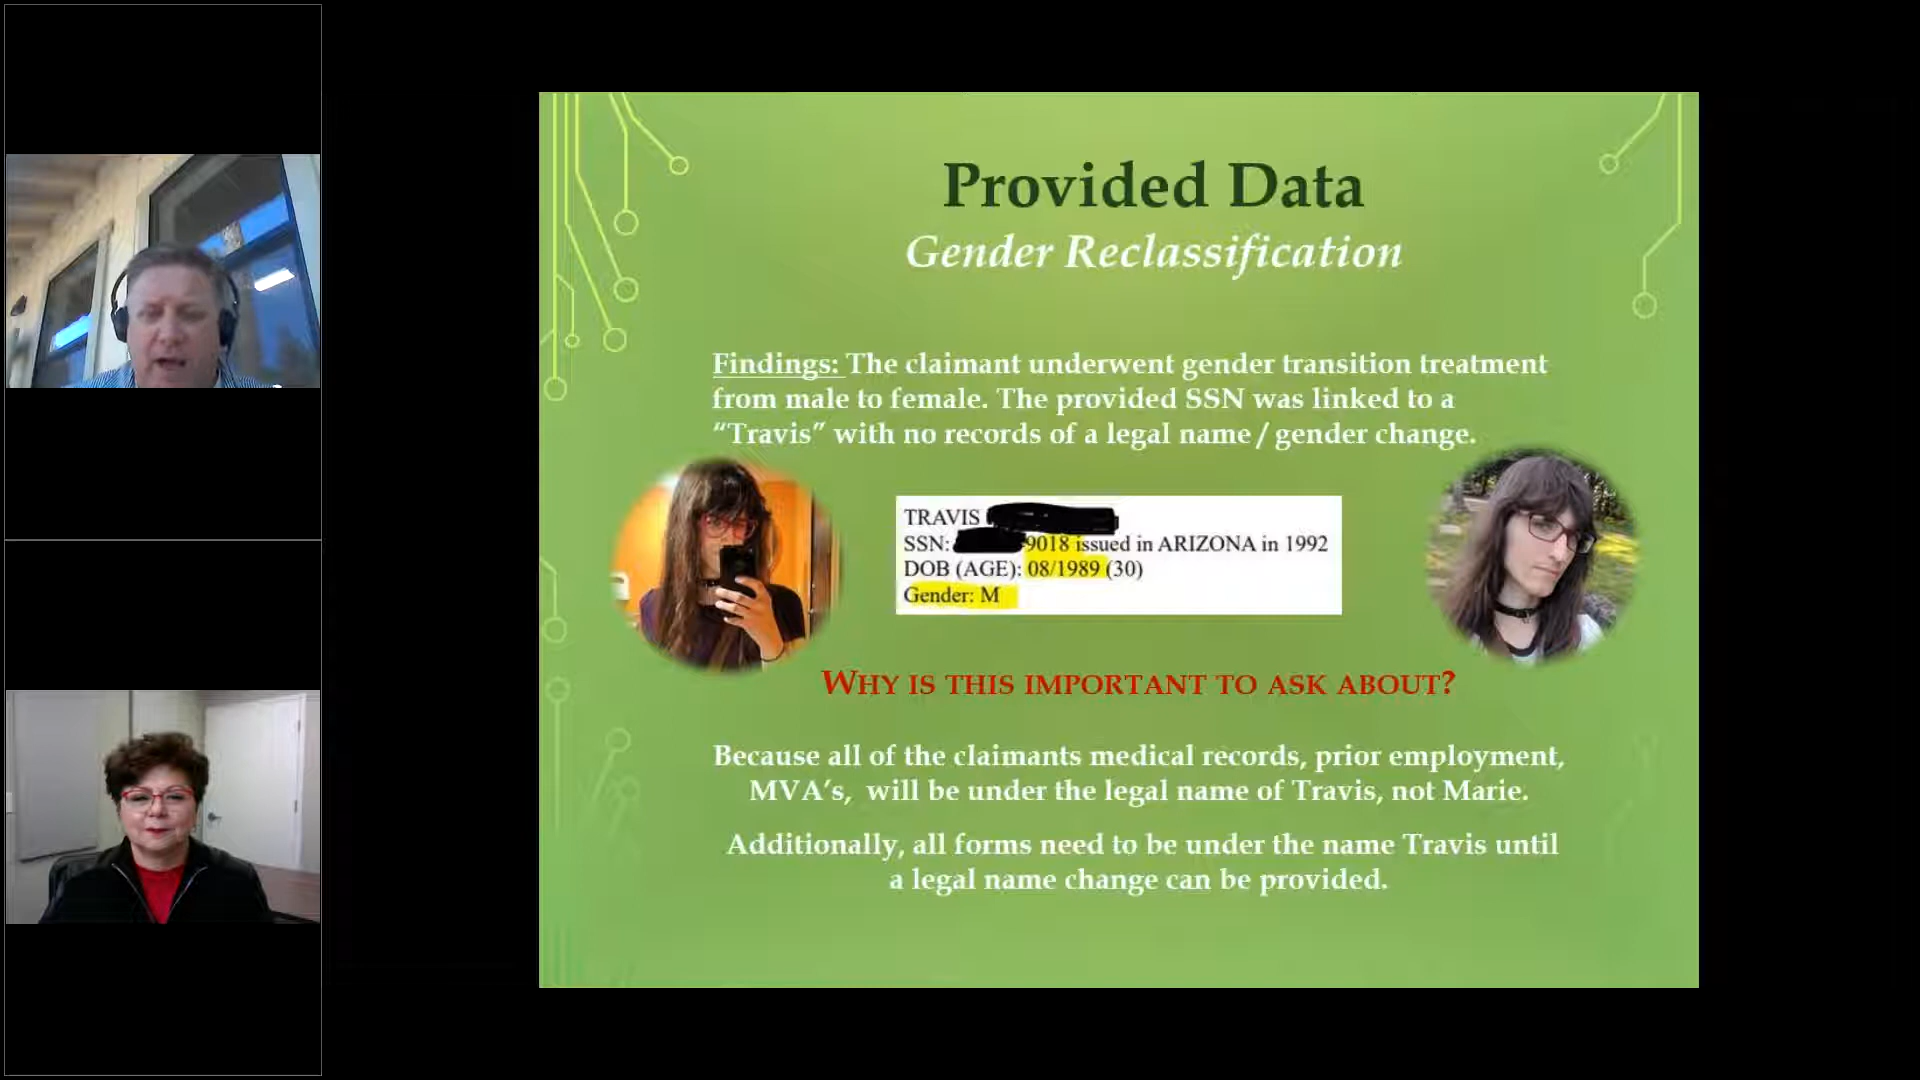 Provided Data
Gender Reclassification
Findings: The claimant underwent gender transition treatment
from male to female. The provided SSN was linked to a
“Travis” with no records of a legal name / gender change.
TRAVIS
SSN: 9018 issued in ARIZONA in 1992
DOB (AGE): 08/1989 (30)
Gender: M
WHY IS THIS IMPORTANT TO ASK ABOUT?
Because all of the claimants medical records, prior employment,
MVA’s, will be under the legal name of Travis, not Marie.
Additionally, all forms need to be under the name Travis until
a legal name change can be provided.